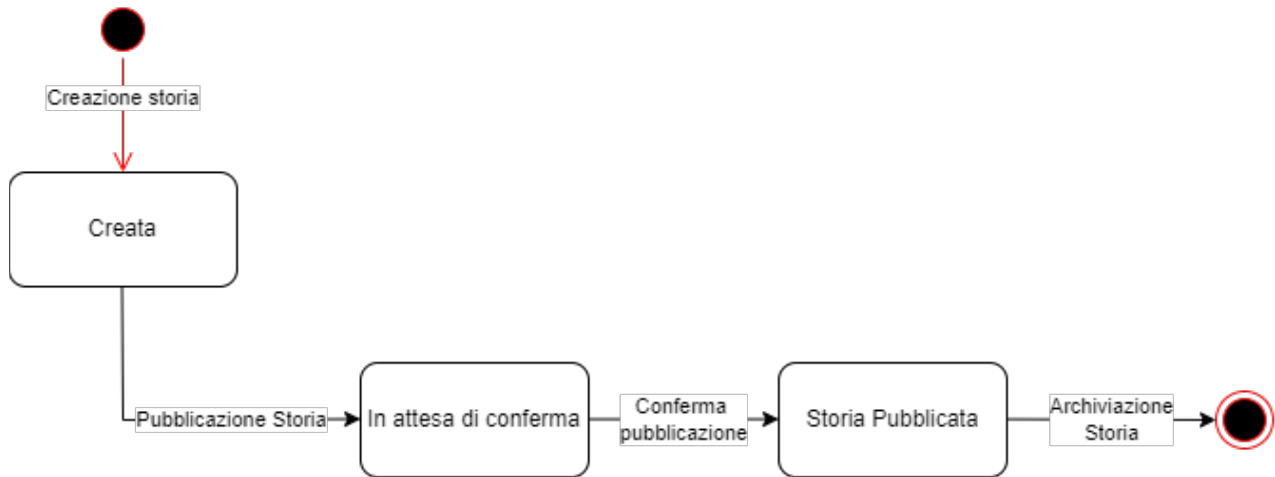 Creazione storia
Creata
Pubblicazione Storia
In attesa di conferma
Conferma
pubblicazione
Storia Pubblicata
Archiviazione
Storia